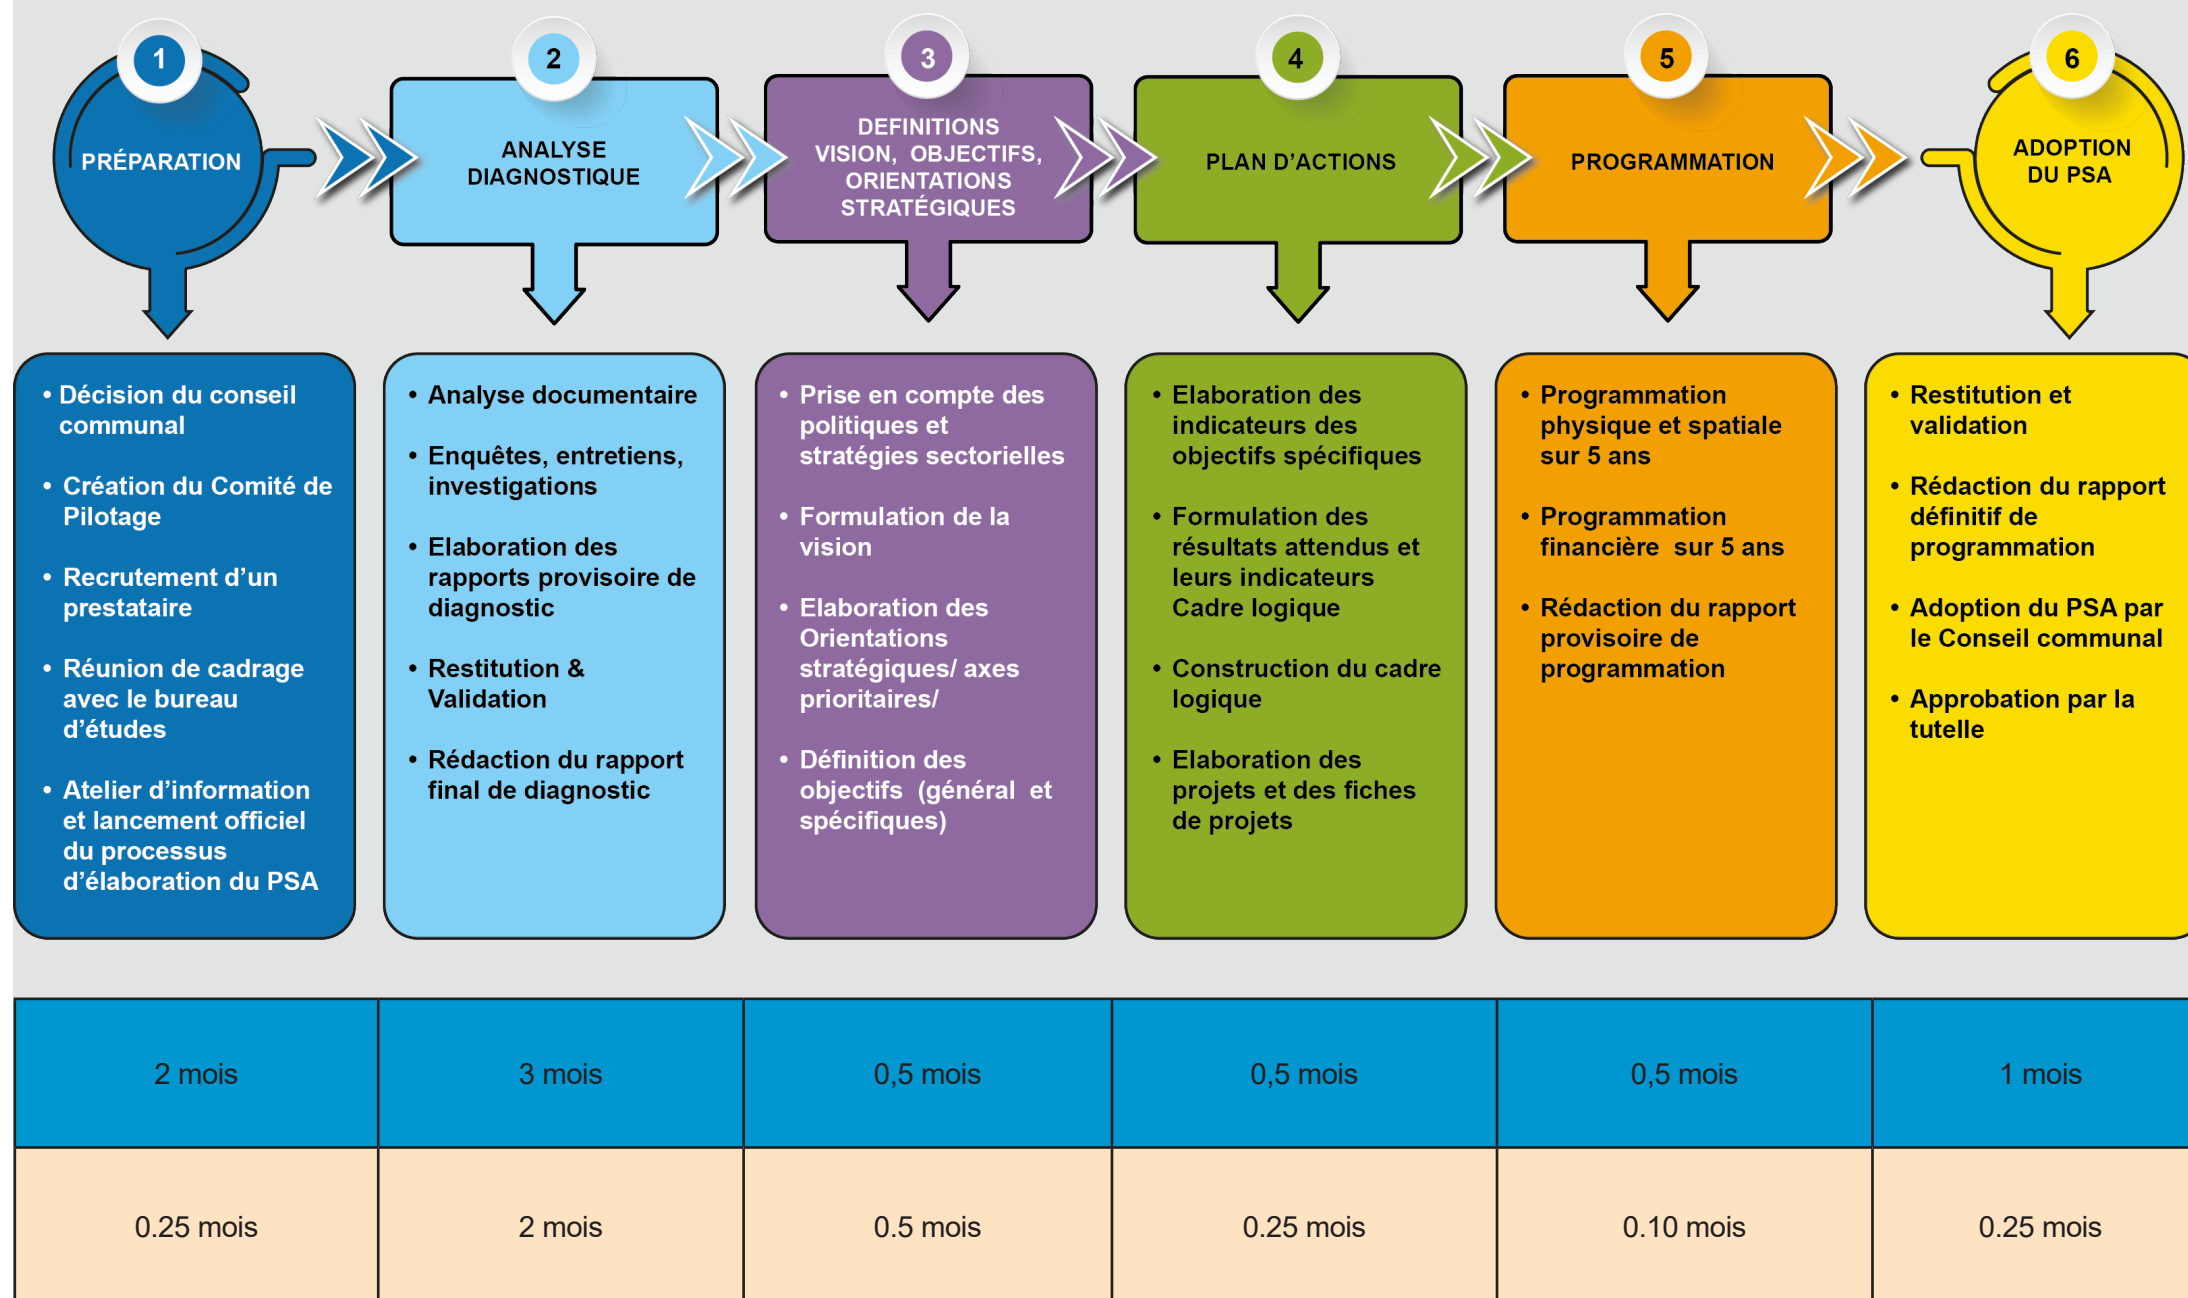 1
PRÉPARATION
2
ANALYSE
DIAGNOSTIQUE
3
DEFINITIONS
VISION, OBJECTIFS,
ORIENTATIONS
STRATÉGIQUES
4
PLAN D’ACTIONS
5
PROGRAMMATION
6
ADOPTION
DU PSA
• Décision du conseil
communal
• Création du Comité de
Pilotage
• Recrutement d’un
prestataire
• Réunion de cadrage
avec le bureau
d’études
• Atelier d’information
et lancement officiel
du processus
d’élaboration du PSA
• Analyse documentaire
• Enquêtes, entretiens,
investigations
• Elaboration des
rapports provisoire de
diagnostic
• Restitution &
Validation
• Rédaction du rapport
final de diagnostic
• Prise en compte des
politiques et
stratégies sectorielles
• Formulation de la
vision
• Elaboration des
Orientations
stratégiques/ axes
prioritaires/
• Définition des
objectifs (général et
spécifiques)
• Elaboration des
indicateurs des
objectifs spécifiques
• Formulation des
résultats attendus et
leurs indicateurs
Cadre logique
• Construction du cadre
logique
• Elaboration des
projets et des fiches
de projets
• Programmation
physique et spatiale
sur 5 ans
• Programmation
financière sur 5 ans
• Rédaction du rapport
provisoire de
programmation
• Restitution et
validation
• Rédaction du rapport
définitif de
programmation
• Adoption du PSA par
le Conseil communal
• Approbation par la
tutelle
2 mois
3 mois
0,5 mois
0,5 mois
0,5 mois
1 mois
0.25 mois
2 mois
0.5 mois
0.25 mois
0.10 mois
0.25 mois